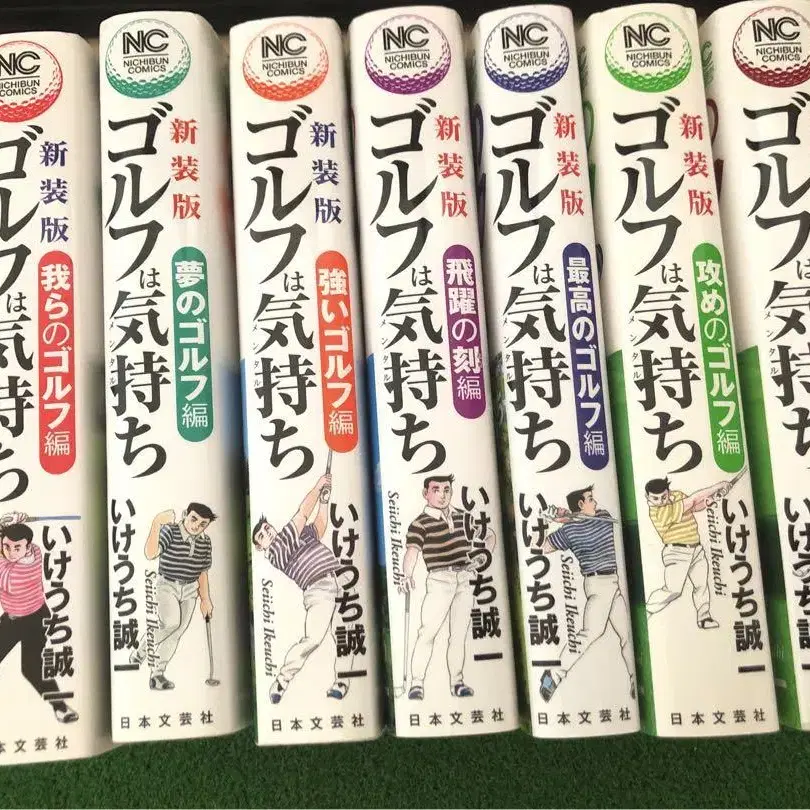 NC
NICHIBUN
COMICS
新装版
ゴルフは気持ち
我らのゴルフ編
いけうち誠一
本文芸社
NC
NICHIBUN
COMICS
新装版
ゴルフは気持ち
メンタル
夢のゴルフ編
いけうち誠一
Seiichi Ikeuchi
日本文芸社
NC
NICHIBUN
COMICS
新装版
ゴルフは気持ち
メンタル
強いゴルフ編
いけうち誠一
Seiichi Ikeuchi
日本文芸社
NC
NICHIBUN
COMICS
新装版
ゴルフは気持ち
メンタル
飛躍の刻編
いけうち誠一
Seiichi Ikeuchi
日本文芸社
NC
NICHIBUN
COMICS
新装版
ゴルフは気持ち
メンタル
最高のゴルフ編
いけうち誠一
Seiichi Ikeuchi
日本文芸社
NC
NICHIBUN
COMICS
新装版
ゴルフは気持ち
メンタル
攻めのゴルフ編
いけうち誠一
Seiichi Ikeuchi
日本文芸社
NC
NICHIBUN
COMICS
ゴルフは気持ち
メンタル